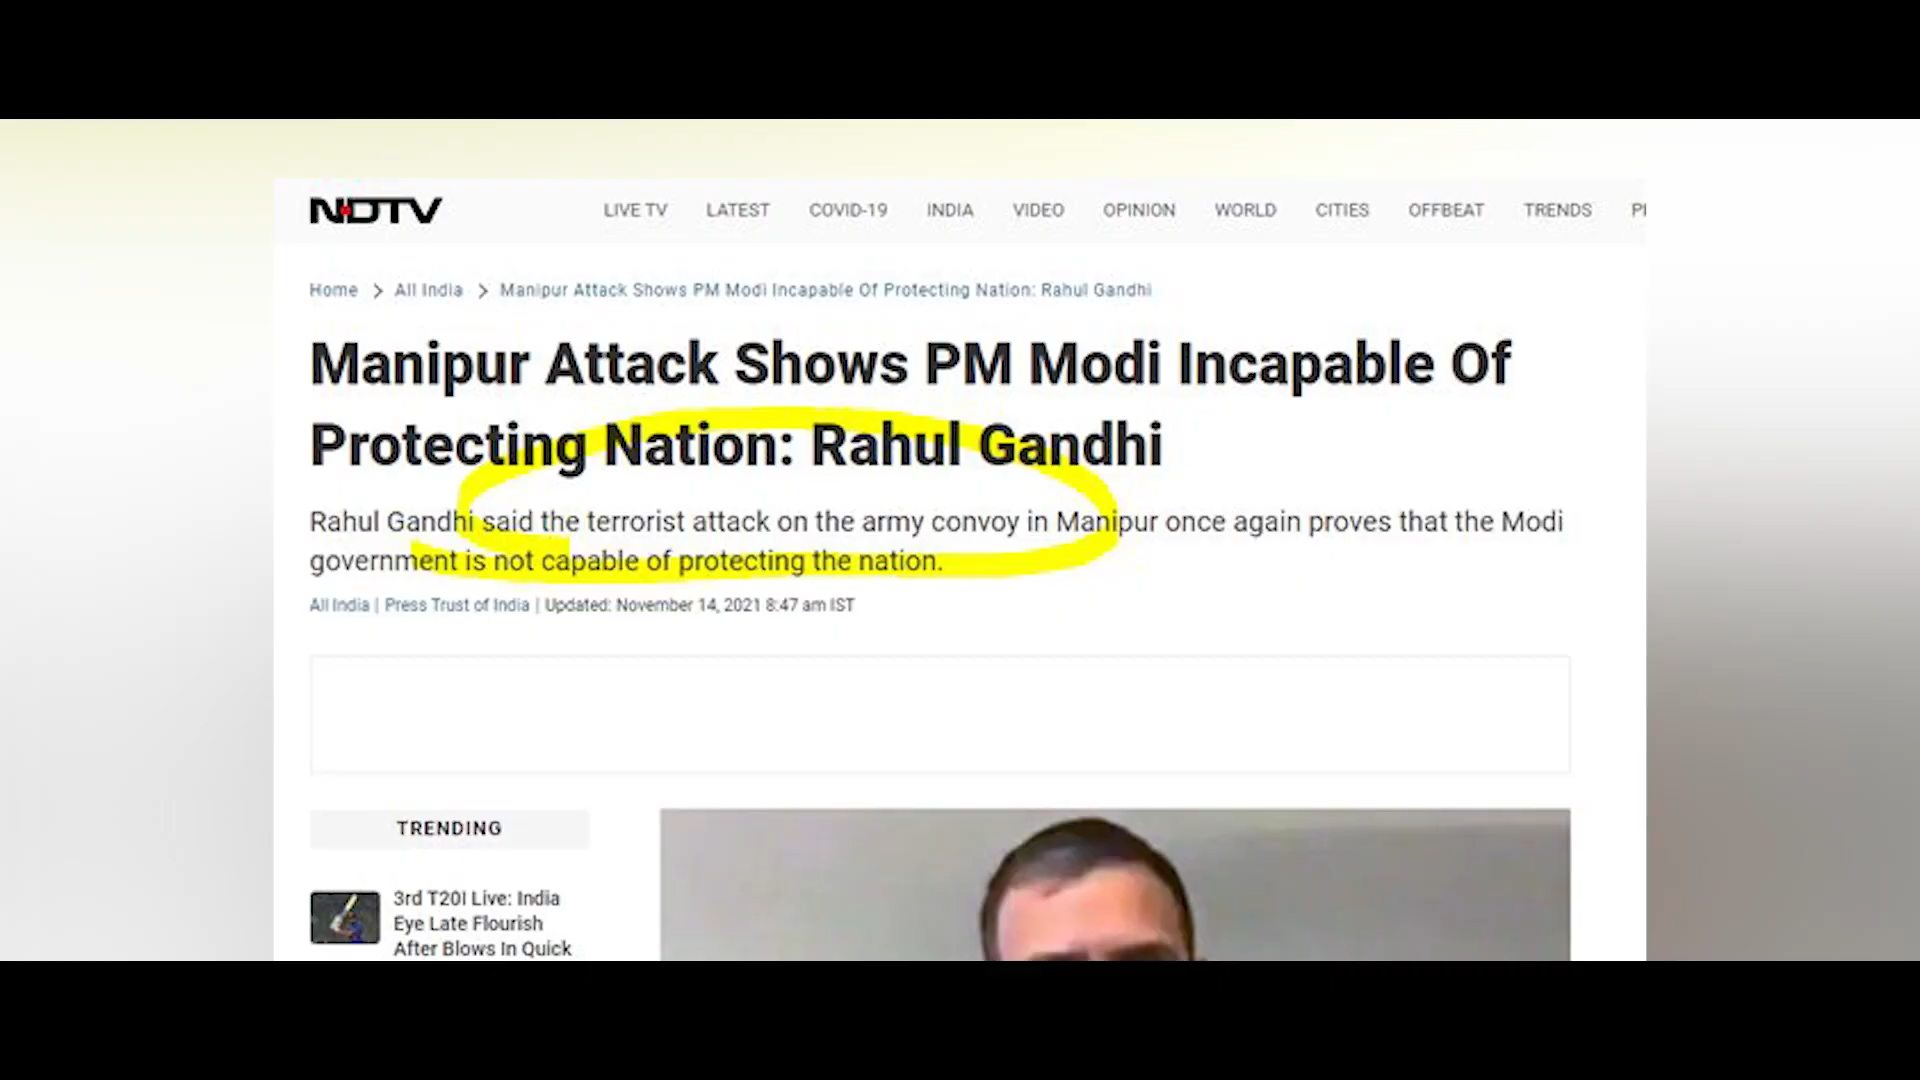 NDTV
LIVE TV LATEST COVID-19 INDIA VIDEO OPINION WORLD CITIES OFFBEAT TRENDS
Home > All India > Manipur Attack Shows PM Modi Incapable Of Protecting Nation: Rahul Gandhi
Manipur Attack Shows PM Modi Incapable Of
Protecting Nation: Rahul Gandhi
Rahul Gandhi said the terrorist attack on the army convoy in Manipur once again proves that the Modi
government is not capable of protecting the nation.
All India | Press Trust of India | Updated: November 14, 2021 8:47 am IST
TRENDING
3rd T20I Live: India
Eye Late Flourish
After Blows In Quick